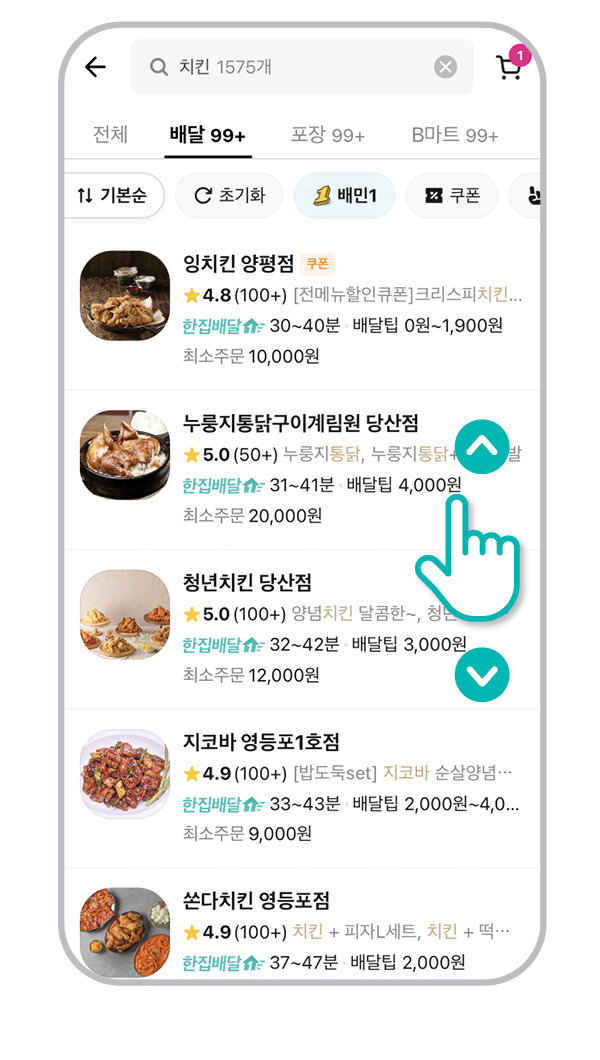 치킨 1575개
1
전체 배달 99+ 포장 99+ B마트 99+
기본순 초기화 1 배민1 쿠폰
잉치킨 양평점 쿠폰
4.8 (100+) [전메뉴할인큐폰]크리스피치킨...
한집배달 30~40분 · 배달팁 0원~1,900원
최소주문 10,000원
누룽지통닭구이계림원 당산점
5.0 (50+) 누룽지통닭, 누룽지통닭+ 발
한집배달 31~41분 · 배달팁 4,000원
최소주문 20,000원
청년치킨 당산점
5.0 (100+) 양념치킨 달콤한~, 청년
한집배달 32~42분 · 배달팁 3,000원
최소주문 12,000원
지코바 영등포1호점
4.9 (100+) [밥도둑set] 지코바 순살양념...
한집배달 33~43분 · 배달팁 2,000원~4,0...
최소주문 9,000원
쏜다치킨 영등포점
4.9 (100+) 치킨 + 피자L세트, 치킨 + 떡...
한집배달 37~47분 · 배달팁 2,000원